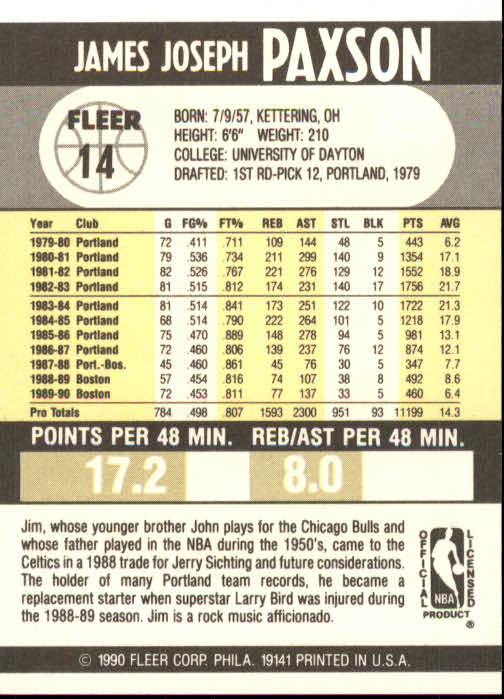 JAMES JOSEPH PAXSON
FLEER
14
BORN: 7/9/57, KETTERING, OH
HEIGHT: 6'6" WEIGHT: 210
COLLEGE: UNIVERSITY OF DAYTON
DRAFTED: 1ST RD-PICK 12, PORTLAND, 1979
Year Club G FG% FT% REB AST STL BLK PTS AVG
1979-80 Portland 72 .411 .711 109 144 48 5 443 6.2
1980-81 Portland 79 .536 .734 211 299 140 9 1354 17.1
1981-82 Portland 82 .526 .767 221 276 129 12 1552 18.9
1982-83 Portland 81 .515 .812 174 231 140 17 1756 21.7
1983-84 Portland 81 .514 .841 173 251 122 10 1722 21.3
1984-85 Portland 68 .514 .790 222 264 101 5 1218 17.9
1985-86 Portland 75 .470 .889 148 278 94 5 981 13.1
1986-87 Portland 72 .460 .806 139 237 76 12 874 12.1
1987-88 Port.-Bos. 45 .460 .861 45 76 30 5 347 7.7
1988-89 Boston 57 .454 .816 74 107 38 8 492 8.6
1989-90 Boston 72 .453 .811 77 137 33 5 460 6.4
Pro Totals 784 .498 .807 1593 2300 951 93 11199 14.3
POINTS PER 48 MIN. REB/AST PER 48 MIN.
17.2 8.0
Jim, whose younger brother John plays for the Chicago Bulls and
whose father played in the NBA during the 1950's, came to the
Celtics in a 1988 trade for Jerry Sichting and future considerations.
The holder of many Portland team records, he became a
replacement starter when superstar Larry Bird was injured during
the 1988-89 season. Jim is a rock music afficionado.
OFFICIAL LICENSED
NBA
PRODUCT
®
© 1990 FLEER CORP. PHILA. 19141 PRINTED IN U.S.A.